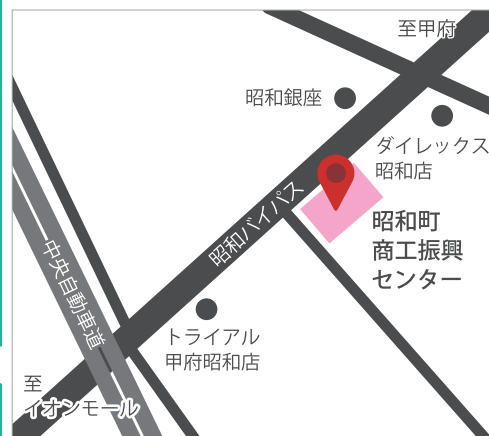 至甲府
昭和銀座
ダイレックス
昭和店
昭和町
商工振興
センター
昭和バイパス
中央自動車道
トライアル
甲府昭和店
至
イオンモール